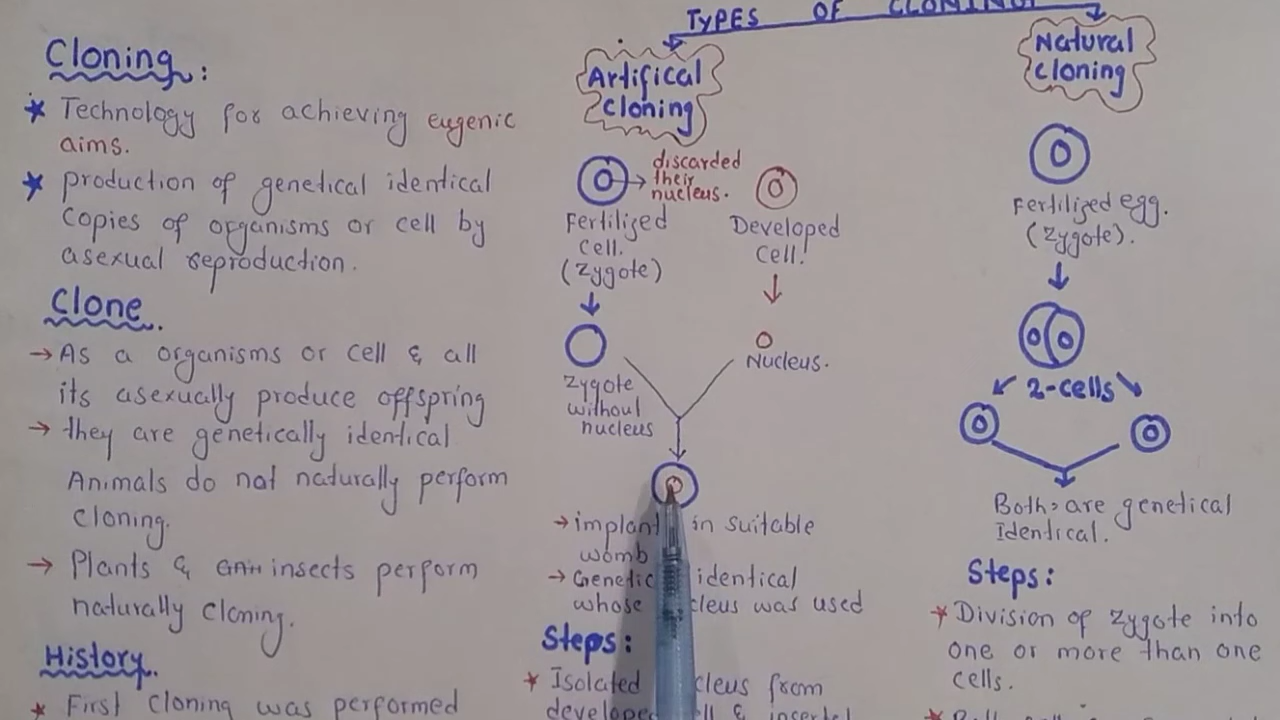 TYPES OF CLONING!
Cloning:
Technology for achieving eugenic
aims.
production of genetical identical
Copies of organisms or cell by
asexual reproduction.
Clone
As a organisms or cell & all
its asexually produce offspring
they are genetically identical
Animals do not naturally perform
cloning.
Plants & insects perform
naturally cloning.
History
First cloning was performed
Artifical
cloning
discarded
their
nucleus.
Fertilized
cell.
(zygote)
Developed
cell!
Zygote
without
nucleus
Nucleus.
implant in suitable
womb
Genetic identical
whose was used
Steps:
Isolated from
Natural
cloning
Fertilized egg.
(zygote).
2-cells
Both are genetical
Identical.
Steps:
Division of zygote into
one or more than one
cells.